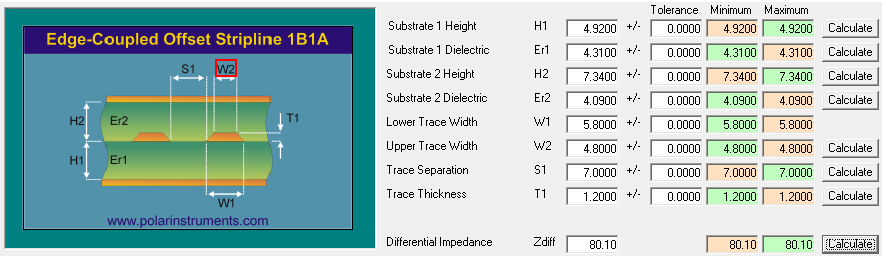 Edge-Coupled Offset Stripline 1B1A
S1 W2
H2 Er2 T1
H1 Er1
W1
www.polarinstruments.com
Tolerance Minimum Maximum
Substrate 1 Height H1 4.9200 +/- 0.0000 4.9200 4.9200 Calculate
Substrate 1 Dielectric Er1 4.3100 +/- 0.0000 4.3100 4.3100 Calculate
Substrate 2 Height H2 7.3400 +/- 0.0000 7.3400 7.3400 Calculate
Substrate 2 Dielectric Er2 4.0900 +/- 0.0000 4.0900 4.0900 Calculate
Lower Trace Width W1 5.8000 +/- 0.0000 5.8000 5.8000
Upper Trace Width W2 4.8000 +/- 0.0000 4.8000 4.8000 Calculate
Trace Separation S1 7.0000 +/- 0.0000 7.0000 7.0000 Calculate
Trace Thickness T1 1.2000 +/- 0.0000 1.2000 1.2000 Calculate
Differential Impedance Zdiff 80.10 80.10 80.10 Calculate